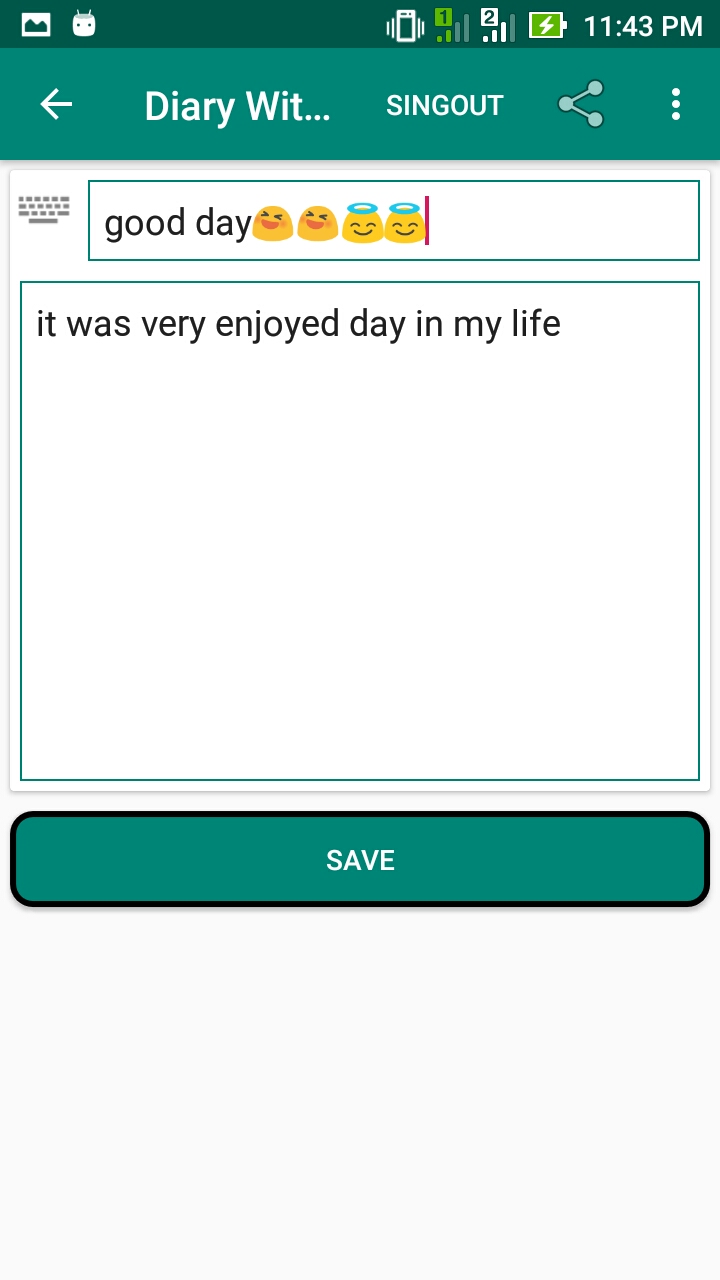 1 2 11:43 PM
Diary Wit... SINGOUT
good day😆😆😇😇
it was very enjoyed day in my life
SAVE